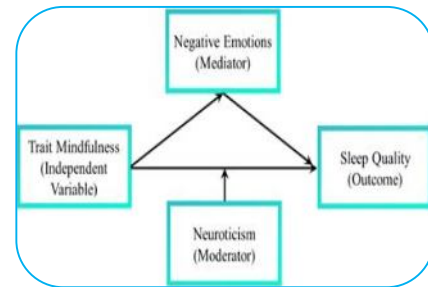 Negative Emotions
(Mediator)
Trait Mindfulness
(Independent
Variable)
Sleep Quality
(Outcome)
Neuroticism
(Moderator)